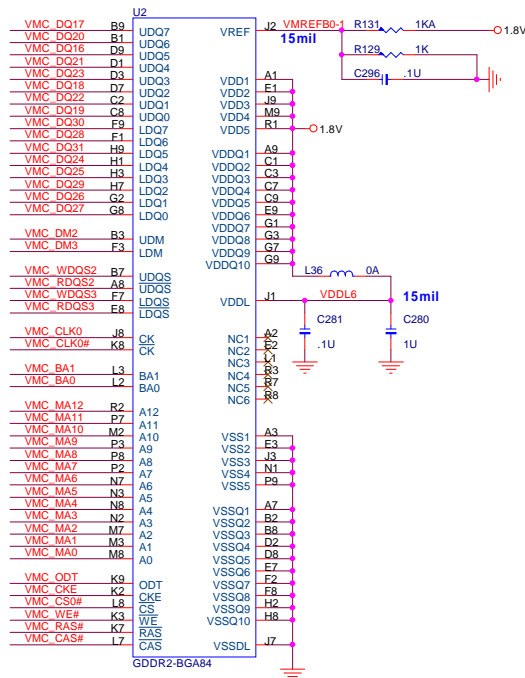 U2
VMC_DQ17 B9 UDQ7 VREF J2 VMREFB0-1 R131 1KA 1.8V
VMC_DQ20 B1 UDQ6 15mil
VMC_DQ16 D9 UDQ5 R129 1K
VMC_DQ21 D1 UDQ4
VMC_DQ23 D3 UDQ3 VDD1 A1 C296 .1U
VMC_DQ18 D7 UDQ2 VDD2 E1
VMC_DQ22 C2 UDQ1 VDD3 J9
VMC_DQ19 C8 UDQ0 VDD4 M9
VMC_DQ30 F9 LDQ7 VDD5 R1 1.8V
VMC_DQ28 F1 LDQ6
VMC_DQ31 H9 LDQ5 VDDQ1 A9
VMC_DQ24 H1 LDQ4 VDDQ2 C1
VMC_DQ25 H3 LDQ3 VDDQ3 C3
VMC_DQ29 H7 LDQ2 VDDQ4 C7
VMC_DQ26 G2 LDQ1 VDDQ5 C9
VMC_DQ27 G8 LDQ0 VDDQ6 E9
VDDQ7 G1
VMC_DM2 B3 UDM VDDQ8 G3
VMC_DM3 F3 LDM VDDQ9 G7
VDDQ10 G9
VMC_WDQS2 B7 UDQS L36 0A
VMC_RDQS2 A8 UDQS
VMC_WDQS3 F7 LDQS VDDL J1 VDDL6 15mil
VMC_RDQS3 E8 LDQS
C281 C280
VMC_CLK0 J8 CK NC1 A2 .1U 1U
VMC_CLK0# K8 CK NC2 E2
NC3 L1
VMC_BA1 L3 BA1 NC4 R3
VMC_BA0 L2 BA0 NC5 R7
NC6 R8
VMC_MA12 R2 A12
VMC_MA11 P7 A11
VMC_MA10 M2 A10 VSS1 A3
VMC_MA9 P3 A9 VSS2 E3
VMC_MA8 P8 A8 VSS3 J3
VMC_MA7 P2 A7 VSS4 N1
VMC_MA6 N7 A6 VSS5 P9
VMC_MA5 N3 A5
VMC_MA4 N8 A4 VSSQ1 A7
VMC_MA3 N2 A3 VSSQ2 B2
VMC_MA2 M7 A2 VSSQ3 B8
VMC_MA1 M3 A1 VSSQ4 D2
VMC_MA0 M8 A0 VSSQ5 D8
VSSQ6 E7
VMC_ODT K9 ODT VSSQ7 F2
VMC_CKE K2 CKE VSSQ8 F8
VMC_CS0# L8 CS VSSQ9 H2
VMC_WE# K3 WE VSSQ10 H8
VMC_RAS# K7 RAS
VMC_CAS# L7 CAS VSSDL J7
GDDR2-BGA84